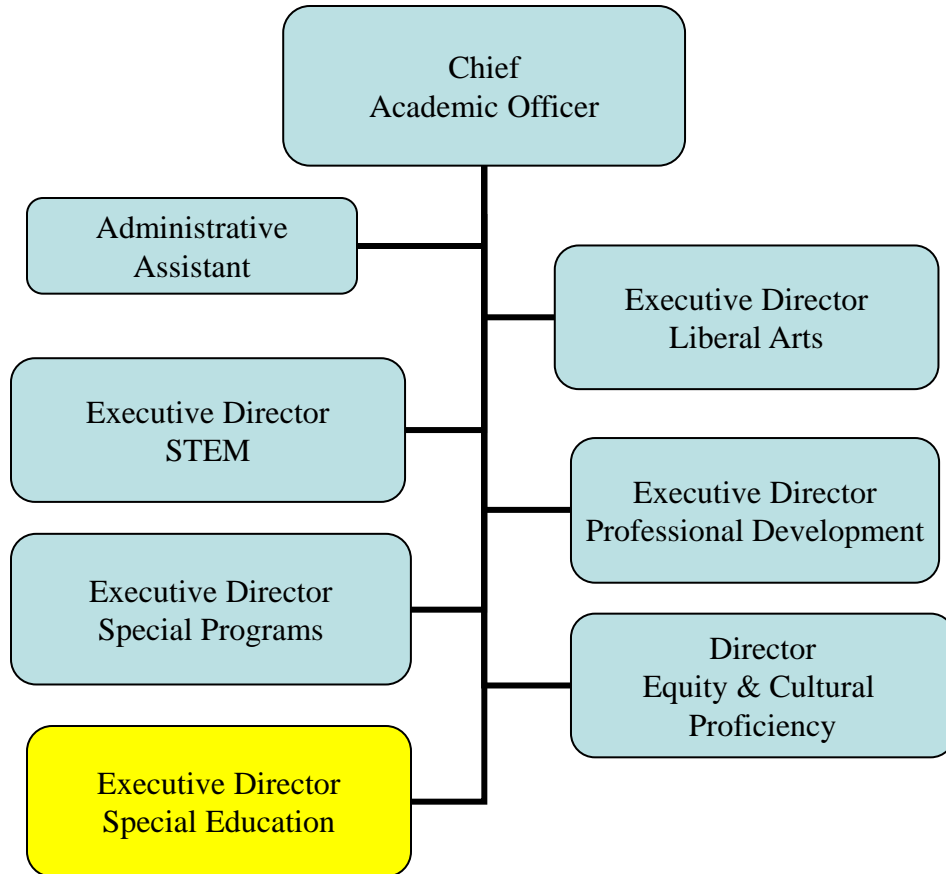 Chief
Academic Officer
Administrative
Assistant
Executive Director
Liberal Arts
Executive Director
STEM
Executive Director
Professional Development
Executive Director
Special Programs
Director
Equity & Cultural
Proficiency
Executive Director
Special Education